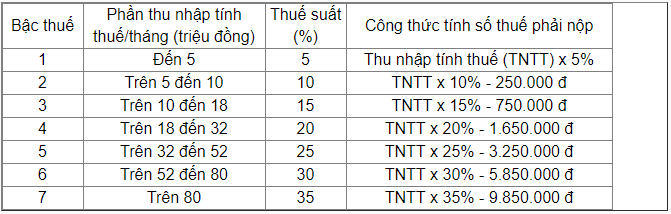 Bậc thuế Phần thu nhập tính thuế/tháng (triệu đồng) Thuế suất (%) Công thức tính số thuế phải nộp
1 Đến 5 5 Thu nhập tính thuế (TNTT) x 5%
2 Trên 5 đến 10 10 TNTT x 10% - 250.000 đ
3 Trên 10 đến 18 15 TNTT x 15% - 750.000 đ
4 Trên 18 đến 32 20 TNTT x 20% - 1.650.000 đ
5 Trên 32 đến 52 25 TNTT x 25% - 3.250.000 đ
6 Trên 52 đến 80 30 TNTT x 30% - 5.850.000 đ
7 Trên 80 35 TNTT x 35% - 9.850.000 đ